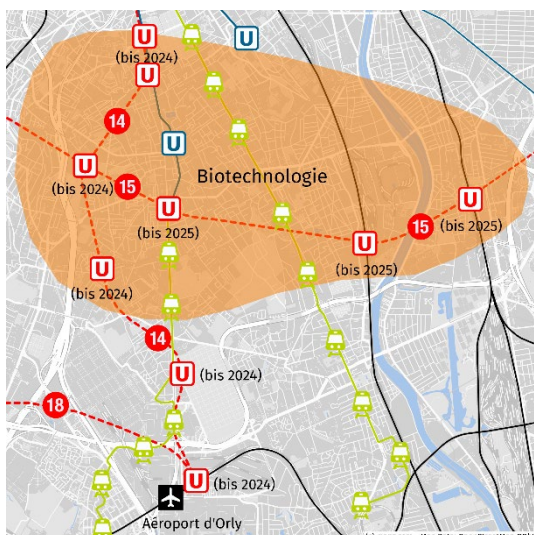 U
U
(bis 2024)
U
14
U
U
(bis 2024)
15
Biotechnologie
U
(bis 2025)
15
U
(bis 2025)
U
(bis 2025)
U
(bis 2024)
14
U
(bis 2024)
18
U
(bis 2024)
Aéroport d'Orly